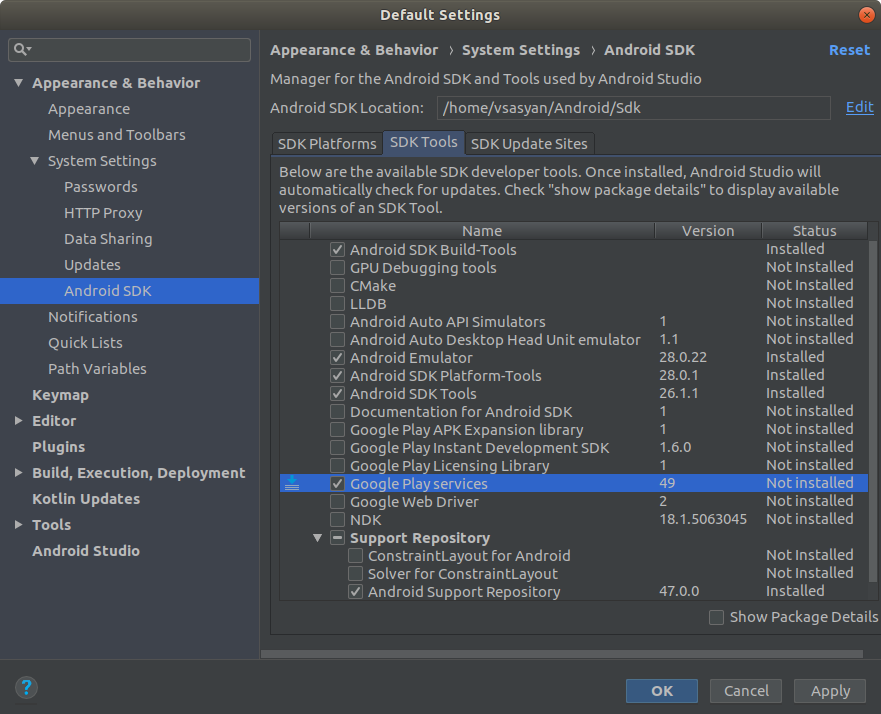 Default Settings
Appearance & Behavior › System Settings › Android SDK
Reset
Manager for the Android SDK and Tools used by Android Studio
Android SDK Location: /home/vsasyan/Android/Sdk Edit
Appearance & Behavior
Appearance
Menus and Toolbars
System Settings
Passwords
HTTP Proxy
Data Sharing
Updates
Android SDK
Notifications
Quick Lists
Path Variables
Keymap
Editor
Plugins
Build, Execution, Deployment
Kotlin Updates
Tools
Android Studio
SDK Platforms SDK Tools SDK Update Sites
Below are the available SDK developer tools. Once installed, Android Studio will
automatically check for updates. Check "show package details" to display available
versions of an SDK Tool.
Name Version Status
Android SDK Build-Tools Installed
GPU Debugging tools Not Installed
CMake Not Installed
LLDB Not Installed
Android Auto API Simulators 1 Not installed
Android Auto Desktop Head Unit emulator 1.1 Not installed
Android Emulator 28.0.22 Installed
Android SDK Platform-Tools 28.0.1 Installed
Android SDK Tools 26.1.1 Installed
Documentation for Android SDK 1 Not installed
Google Play APK Expansion library 1 Not installed
Google Play Instant Development SDK 1.6.0 Not installed
Google Play Licensing Library 1 Not installed
Google Play services 49 Not installed
Google Web Driver 2 Not installed
NDK 18.1.5063045 Not installed
Support Repository
ConstraintLayout for Android Not Installed
Solver for ConstraintLayout Not Installed
Android Support Repository 47.0.0 Installed
Show Package Details
? OK Cancel Apply